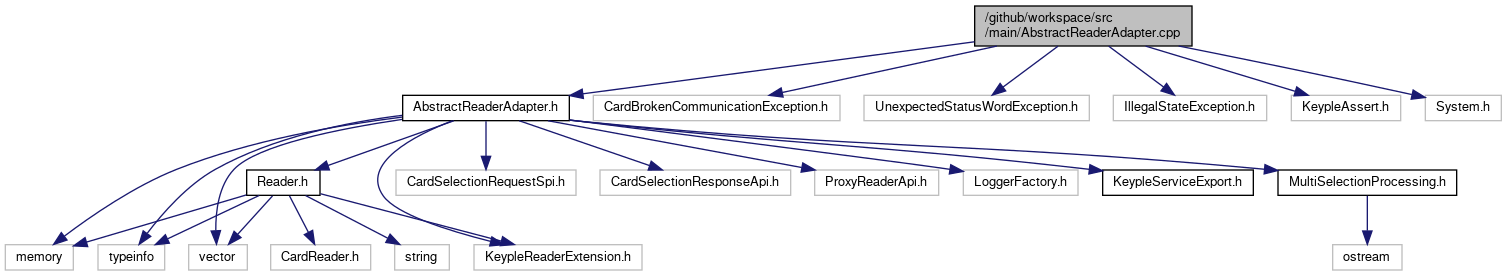 /github/workspace/src
/main/AbstractReaderAdapter.cpp
AbstractReaderAdapter.h
CardBrokenCommunicationException.h
UnexpectedStatusWordException.h
IllegalStateException.h
KeypleAssert.h
System.h
Reader.h
CardSelectionRequestSpi.h
CardSelectionResponseApi.h
ProxyReaderApi.h
LoggerFactory.h
KeypleServiceExport.h
MultiSelectionProcessing.h
memory
typeinfo
vector
CardReader.h
string
KeypleReaderExtension.h
ostream